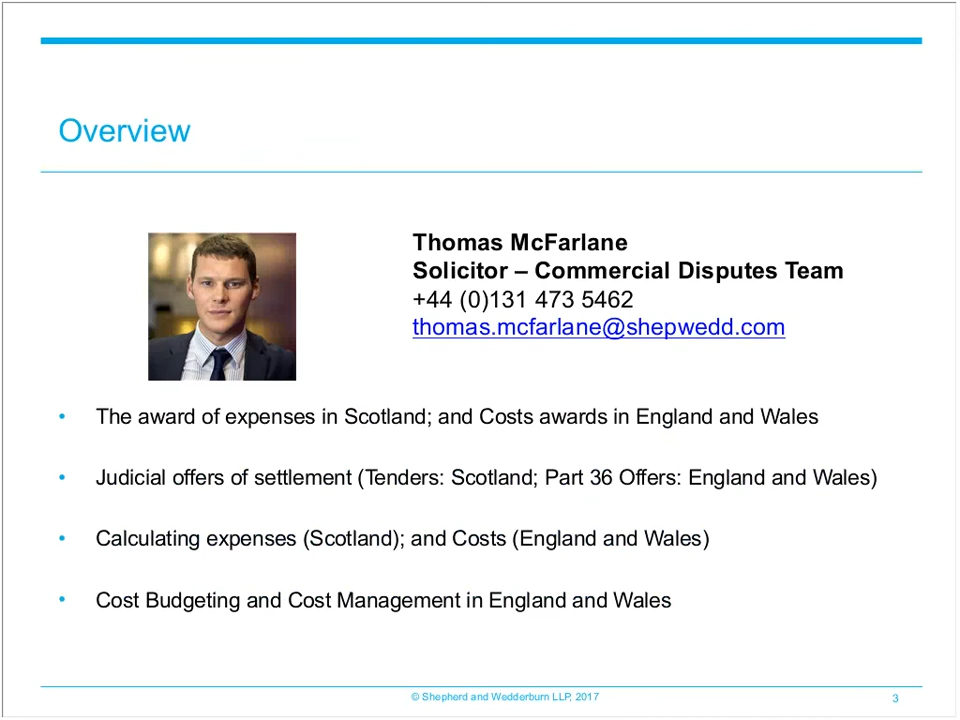 Overview
Thomas McFarlane
Solicitor – Commercial Disputes Team
+44 (0)131 473 5462
thomas.mcfarlane@shepwedd.com
• The award of expenses in Scotland; and Costs awards in England and Wales
• Judicial offers of settlement (Tenders: Scotland; Part 36 Offers: England and Wales)
• Calculating expenses (Scotland); and Costs (England and Wales)
• Cost Budgeting and Cost Management in England and Wales
© Shepherd and Wedderburn LLP, 2017
3